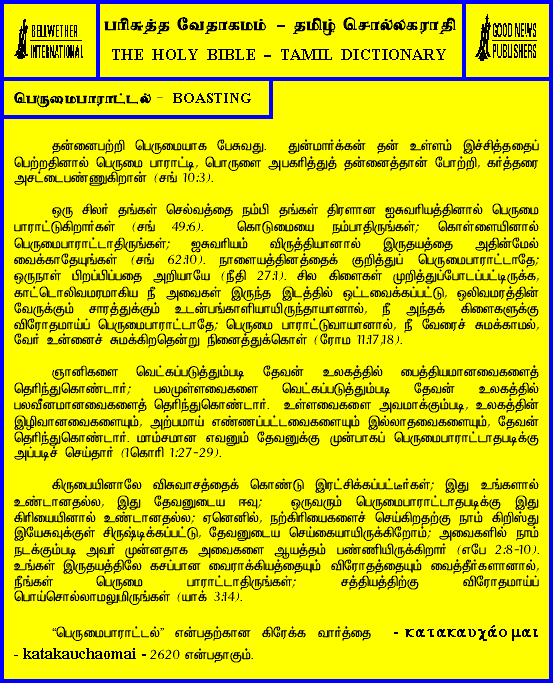 BELLWETHER
INTERNATIONAL
பரிசுத்த வேதாகமம் – தமிழ் சொல்லகராதி
THE HOLY BIBLE – TAMIL DICTIONARY
GOOD NEWS
PUBLISHERS
பெருமைபாராட்டல் – BOASTING
தன்னைபற்றி பெருமையாக பேசுவது. துன்மார்க்கன் தன் உள்ளம் இச்சித்ததைப்
பெற்றதினால் பெருமை பாராட்டி, பொருளை அபகரித்துத் தன்னைத்தான் போற்றி, கர்த்தரை
அசட்டைபண்ணுகிறான் (சங் 10:3).
ஒரு சிலர் தங்கள் செல்வத்தை நம்பி தங்கள் திரளான ஐசுவரியத்தினால் பெருமை
பாராட்டுகிறார்கள் (சங் 49:6). கொடுமையை நம்பாதிருங்கள்; கொள்ளையினால்
பெருமைபாராட்டாதிருங்கள்; ஐசுவரியம் விருத்தியானால் இருதயத்தை அதின்மேல்
வைக்காதேயுங்கள் (சங் 62:10). நாளையத்தினத்தைக் குறித்துப் பெருமைபாராட்டாதே;
ஒருநாள் பிறப்பிப்பதை அறியாயே (நீதி 27:1). சில கிளைகள் முறித்துப்போடப்பட்டிருக்க,
காட்டொலிவமரமாகிய நீ அவைகள் இருந்த இடத்தில் ஒட்டவைக்கப்பட்டு, ஒலிவமரத்தின்
வேருக்கும் சாரத்துக்கும் உடன்பங்காளியாயிருந்தாயானால், நீ அந்தக் கிளைகளுக்கு
விரோதமாய்ப் பெருமைபாராட்டாதே; பெருமை பாராட்டுவாயானால், நீ வேரைச் சுமக்காமல்,
வேர் உன்னைச் சுமக்கிறதென்று நினைத்துக்கொள் (ரோம 11:17,18).
ஞானிகளை வெட்கப்படுத்தும்படி தேவன் உலகத்தில் பைத்தியமானவைகளைத்
தெரிந்துகொண்டார்; பலமுள்ளவைகளை வெட்கப்படுத்தும்படி தேவன் உலகத்தில்
பலவீனமானவைகளைத் தெரிந்துகொண்டார். உள்ளவைகளை அவமாக்கும்படி, உலகத்தின்
இழிவானவைகளையும், அற்பமாய் எண்ணப்பட்டவைகளையும் இல்லாதவைகளையும், தேவன்
தெரிந்துகொண்டார். மாம்சமான எவனும் தேவனுக்கு முன்பாகப் பெருமைபாராட்டாதபடிக்கு
அப்படிச் செய்தார் (1கொரி 1:27-29).
கிருபையினாலே விசுவாசத்தைக் கொண்டு இரட்சிக்கப்பட்டீர்கள்; இது உங்களால்
உண்டானதல்ல, இது தேவனுடைய ஈவு; ஒருவரும் பெருமைபாராட்டாதபடிக்கு இது
கிரியையினால் உண்டானதல்ல; ஏனெனில், நற்கிரியைகளைச் செய்கிறதற்கு நாம் கிறிஸ்து
இயேசுவுக்குள் சிருஷ்டிக்கப்பட்டு, தேவனுடைய செய்கையாயிருக்கிறோம்; அவைகளில் நாம்
நடக்கும்படி அவர் முன்னதாக அவைகளை ஆயத்தம் பண்ணியிருக்கிறார் (எபே 2:8-10).
உங்கள் இருதயத்திலே கசப்பான வைராக்கியத்தையும் விரோதத்தையும் வைத்தீர்களானால்,
நீங்கள் பெருமை பாராட்டாதிருங்கள்; சத்தியத்திற்கு விரோதமாய்ப்
பொய்சொல்லாமலுமிருங்கள் (யாக் 3:14).
“பெருமைபாராட்டல்” என்பதற்கான கிரேக்க வார்த்தை - κατακαυχάομαι
- katakauchaomai - 2620 என்பதாகும்.